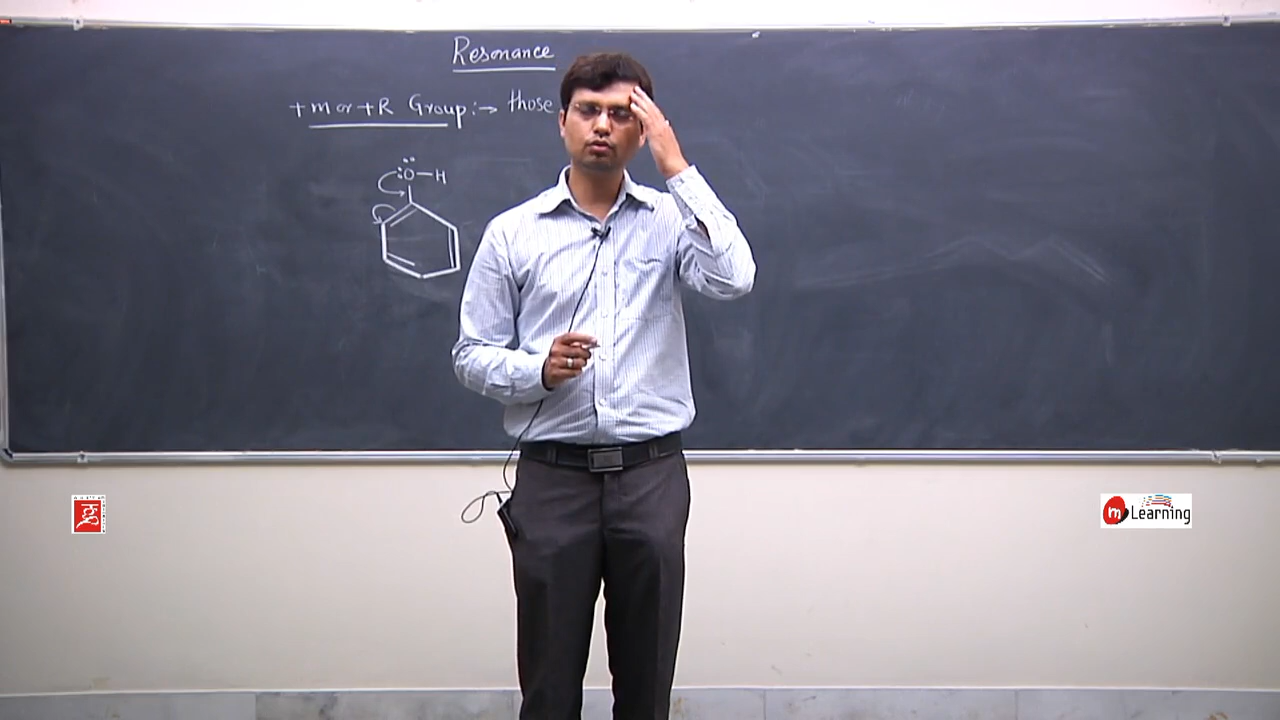 Resonance
+m or +R Group:→ those
:Ö—H
m Learning